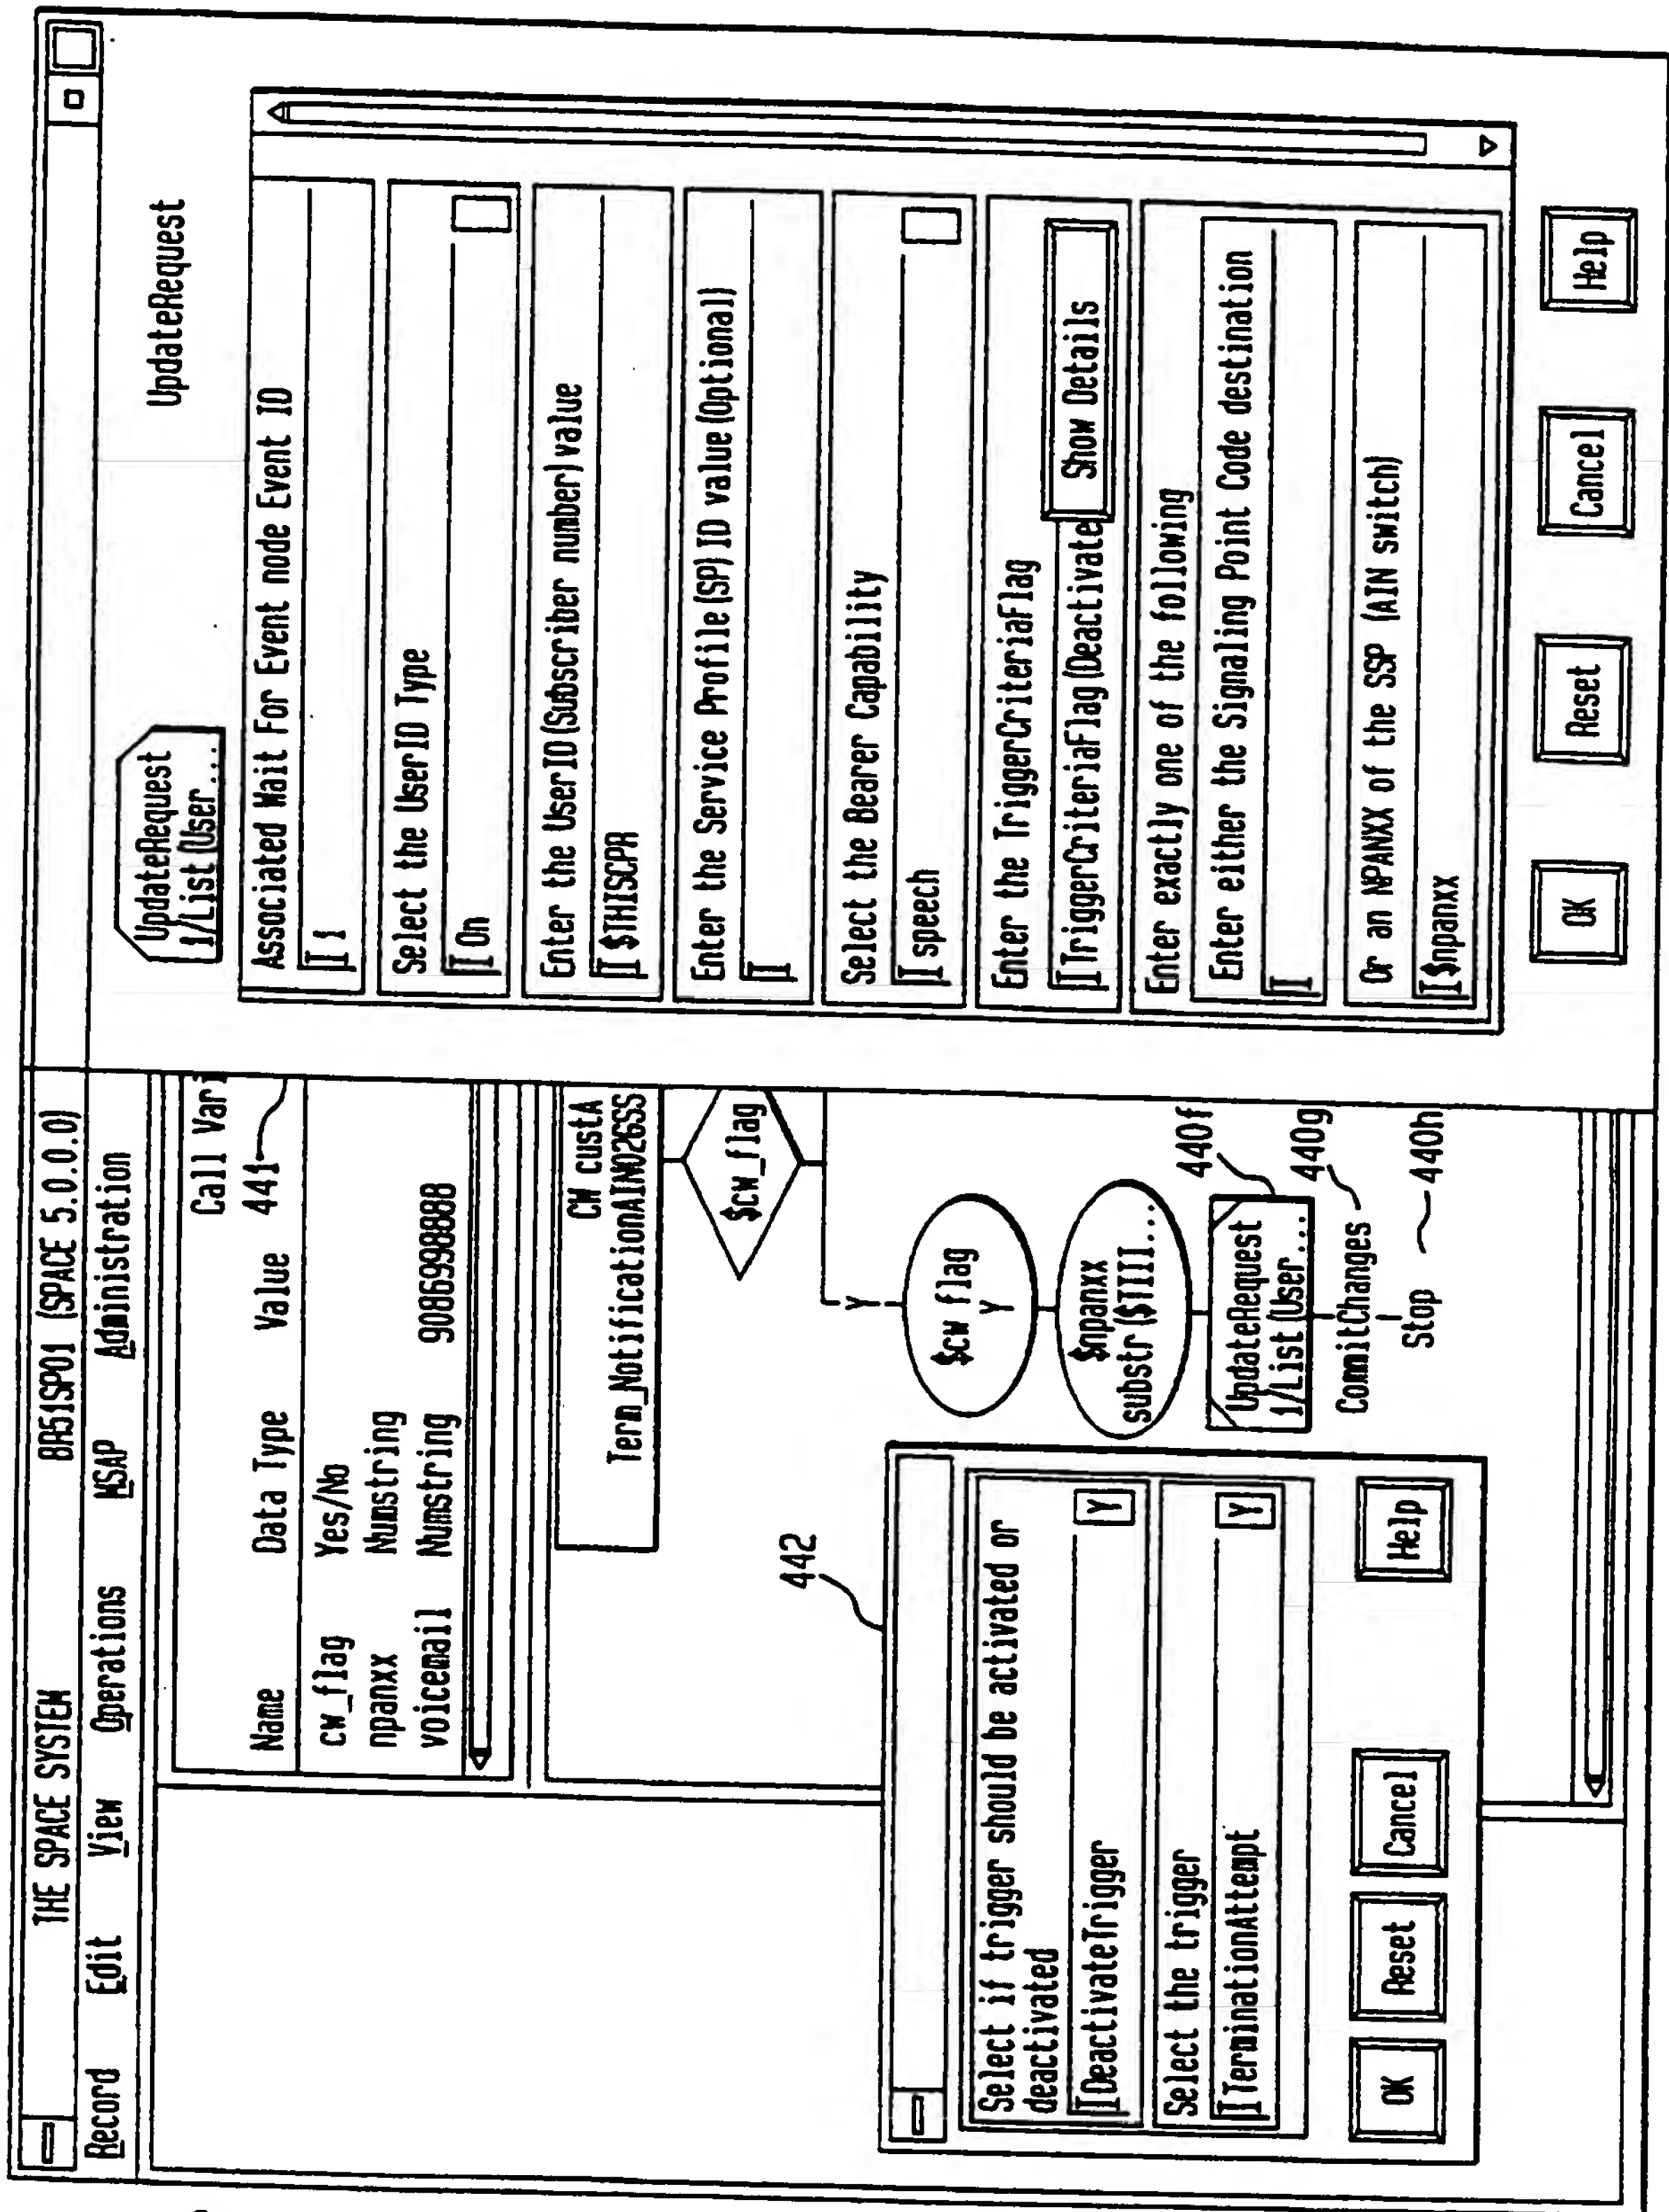 THE SPACE SYSTEM BR51SP01 (SPACE 5.0.0.0)
Record Edit View Operations MSAP Administration
Call Vari
441
Name Data Type Value
cw_flag Yes/No
npanxx Numstring
voicemail Numstring 9086998888
CW custA
Term_NotificationAIN026SS
$cw_flag
Y
$cw flag
Y
$npanxx
substr ($TIII...
UpdateRequest
1/List (User...
440f
CommitChanges
440g
Stop
440h
442
Select if trigger should be activated or
deactivated
DeactivateTrigger Y
Select the trigger
TerminationAttempt Y
OK Reset Cancel Help
UpdateRequest
1/List (User...
UpdateRequest
Associated Wait For Event node Event ID
1
Select the UserID Type
On
Enter the UserID (Subscriber number) value
$THISCPR
Enter the Service Profile (SP) ID value (Optional)
Select the Bearer Capability
speech
Enter the TriggerCriteriaFlag
TriggerCriteriaFlag (Deactivate Show Details
Enter exactly one of the following
Enter either the Signaling Point Code destination
Or an NPANXX of the SSP (AIN switch)
$npanxx
OK Reset Cancel Help